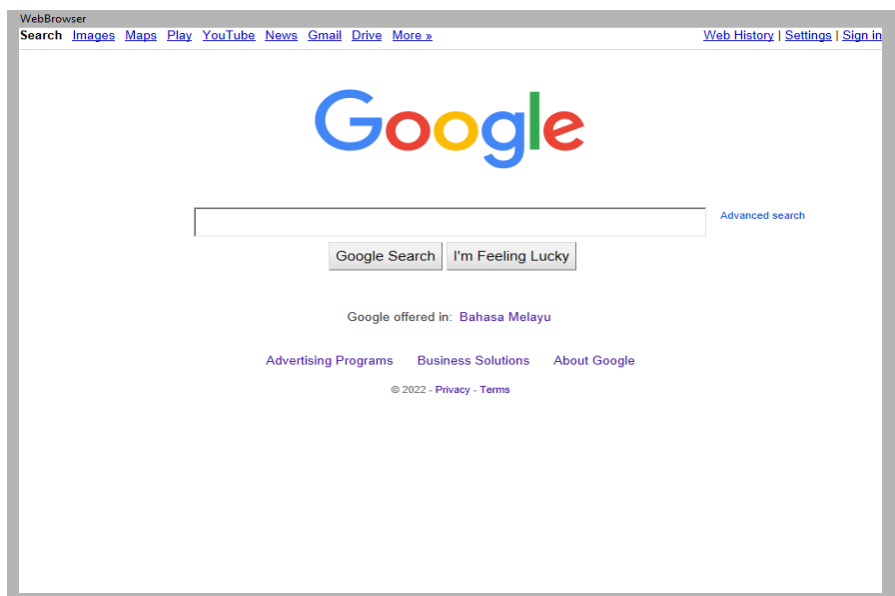 WebBrowser
Search Images Maps Play YouTube News Gmail Drive More » Web History | Settings | Sign in
Google
Advanced search
Google Search I'm Feeling Lucky
Google offered in: Bahasa Melayu
Advertising Programs Business Solutions About Google
© 2022 - Privacy - Terms